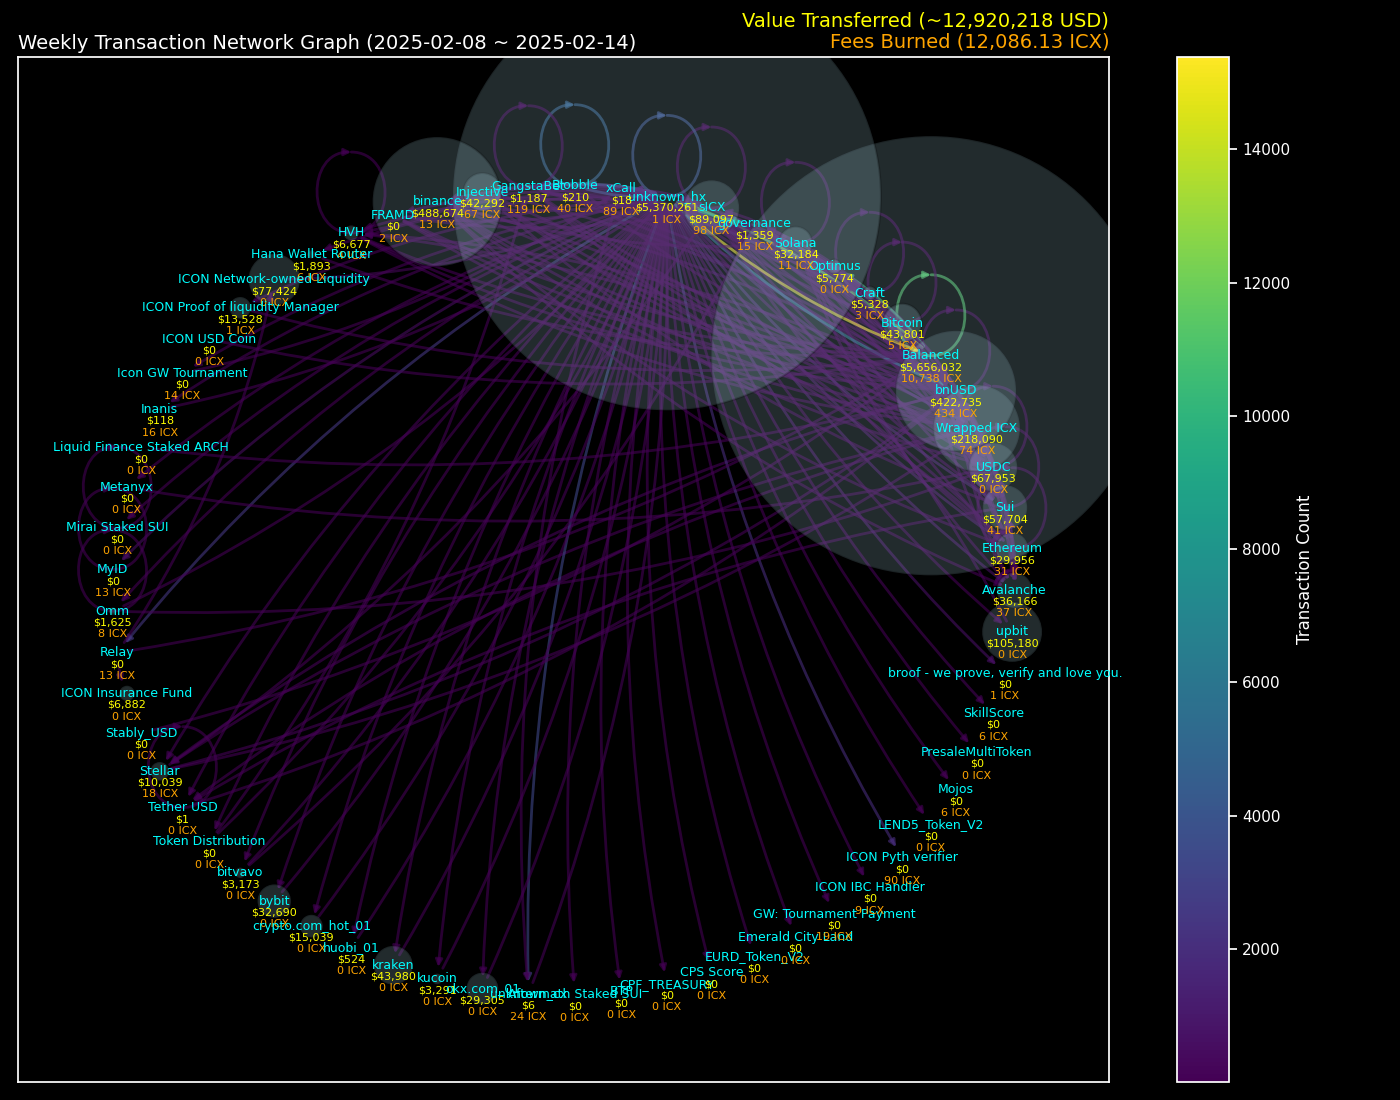 Value Transferred (~12,920,218 USD)
Weekly Transaction Network Graph (2025-02-08 ~ 2025-02-14)
Fees Burned (12,086.13 ICX)
unknown_hx
$5,370,261
1 ICX
xCall
$18
89 ICX
Blobble
$210
40 ICX
$1,187
119 ICX
Injective
$42,292
67 ICX
binance
$488,674
13 ICX
FRAMD
$0
2 ICX
HVH
$6,677
Hana Wallet Router
$1,893
ICON Network-owned Liquidity
$77,424
0 ICX
ICON Proof of liquidity Manager
$13,528
1 ICX
ICON USD Coin
$0
0 ICX
Icon GW Tournament
$0
14 ICX
Inanis
$118
16 ICX
Liquid Finance Staked ARCH
$0
0 ICX
Metanyx
$0
0 ICX
Mirai Staked SUI
$0
0 ICX
MyID
$0
13 ICX
Omm
$1,625
8 ICX
Relay
$0
13 ICX
ICON Insurance Fund
$6,882
0 ICX
Stably_USD
$0
0 ICX
Stellar
$10,039
18 ICX
Tether USD
$1
0 ICX
Token Distribution
$0
0 ICX
bitvavo
$3,173
0 ICX
bybit
$32,690
0 ICX
crypto.com_hot_01
$15,039
0 ICX
huobi_01
$524
0 ICX
kraken
$43,980
0 ICX
kucoin
$3,291
0 ICX
okx.com_01
$29,305
0 ICX
$6
24 ICX
$0
0 ICX
BTP
$0
0 ICX
CPF_TREASURY
$0
0 ICX
CPS Score
$0
0 ICX
EURD_Token_V2
$0
0 ICX
Emerald City Land
$0
0 ICX
GW: Tournament Payment
$0
ICON IBC Handler
$0
9 ICX
ICON Pyth verifier
$0
90 ICX
LEND5_Token_V2
$0
0 ICX
Mojos
$0
6 ICX
PresaleMultiToken
$0
0 ICX
SkillScore
$0
6 ICX
broof - we prove, verify and love you.
$0
1 ICX
upbit
$105,180
0 ICX
Avalanche
$36,166
37 ICX
Ethereum
$29,956
31 ICX
Sui
$57,704
41 ICX
USDC
$67,953
0 ICX
Wrapped ICX
$218,090
74 ICX
bnUSD
$422,735
434 ICX
Balanced
$5,656,032
10,738 ICX
Bitcoin
$43,801
5 ICX
Craft
$5,328
3 ICX
Optimus
$5,774
0 ICX
Solana
$32,184
11 ICX
governance
$1,359
15 ICX
sICX
$89,097
98 ICX
14000
12000
10000
8000
6000
4000
2000
Transaction Count